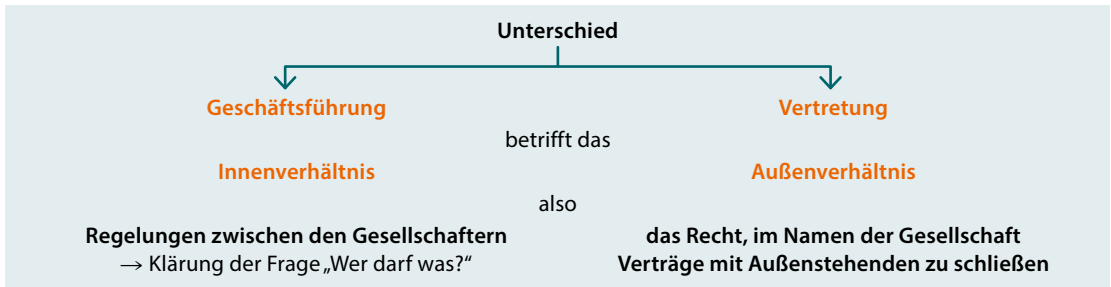 Unterschied
Geschäftsführung
Vertretung
betrifft das
Innenverhältnis
Außenverhältnis
also
Regelungen zwischen den Gesellschaftern
→ Klärung der Frage „Wer darf was?“
das Recht, im Namen der Gesellschaft
Verträge mit Außenstehenden zu schließen